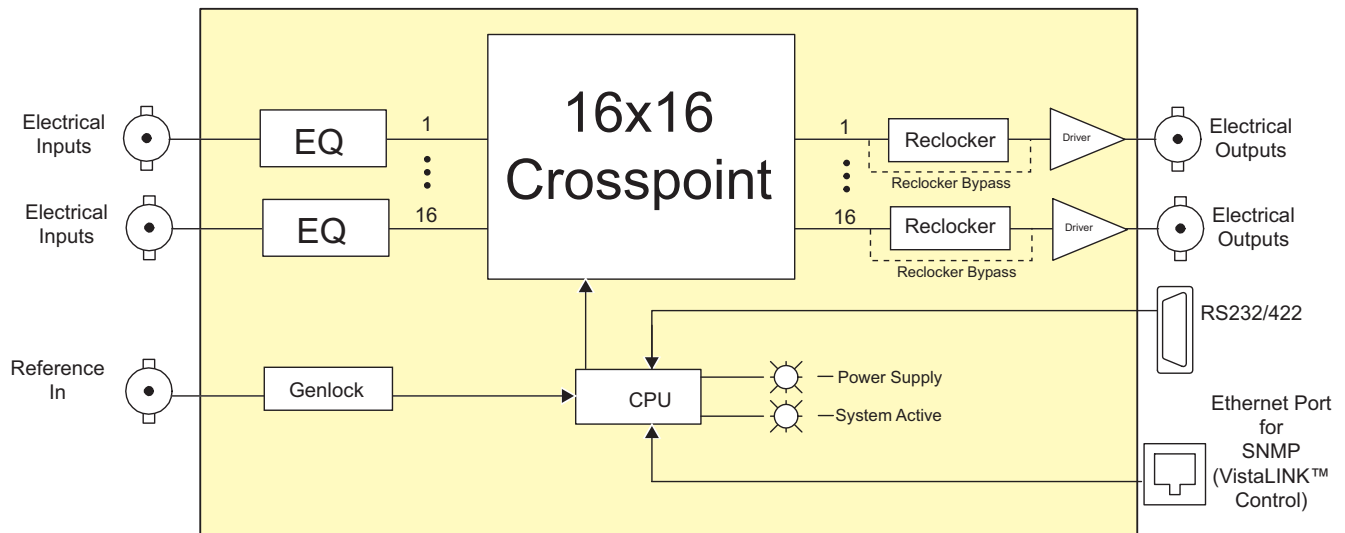 Electrical
Inputs
EQ
1
16x16
Crosspoint
1
Reclocker
Reclocker Bypass
Driver
Electrical
Outputs
Electrical
Inputs
EQ
16
16
Reclocker
Reclocker Bypass
Driver
Electrical
Outputs
RS232/422
Reference
In
Genlock
CPU
Power Supply
System Active
Ethernet Port
for
SNMP
(VistaLINK™
Control)